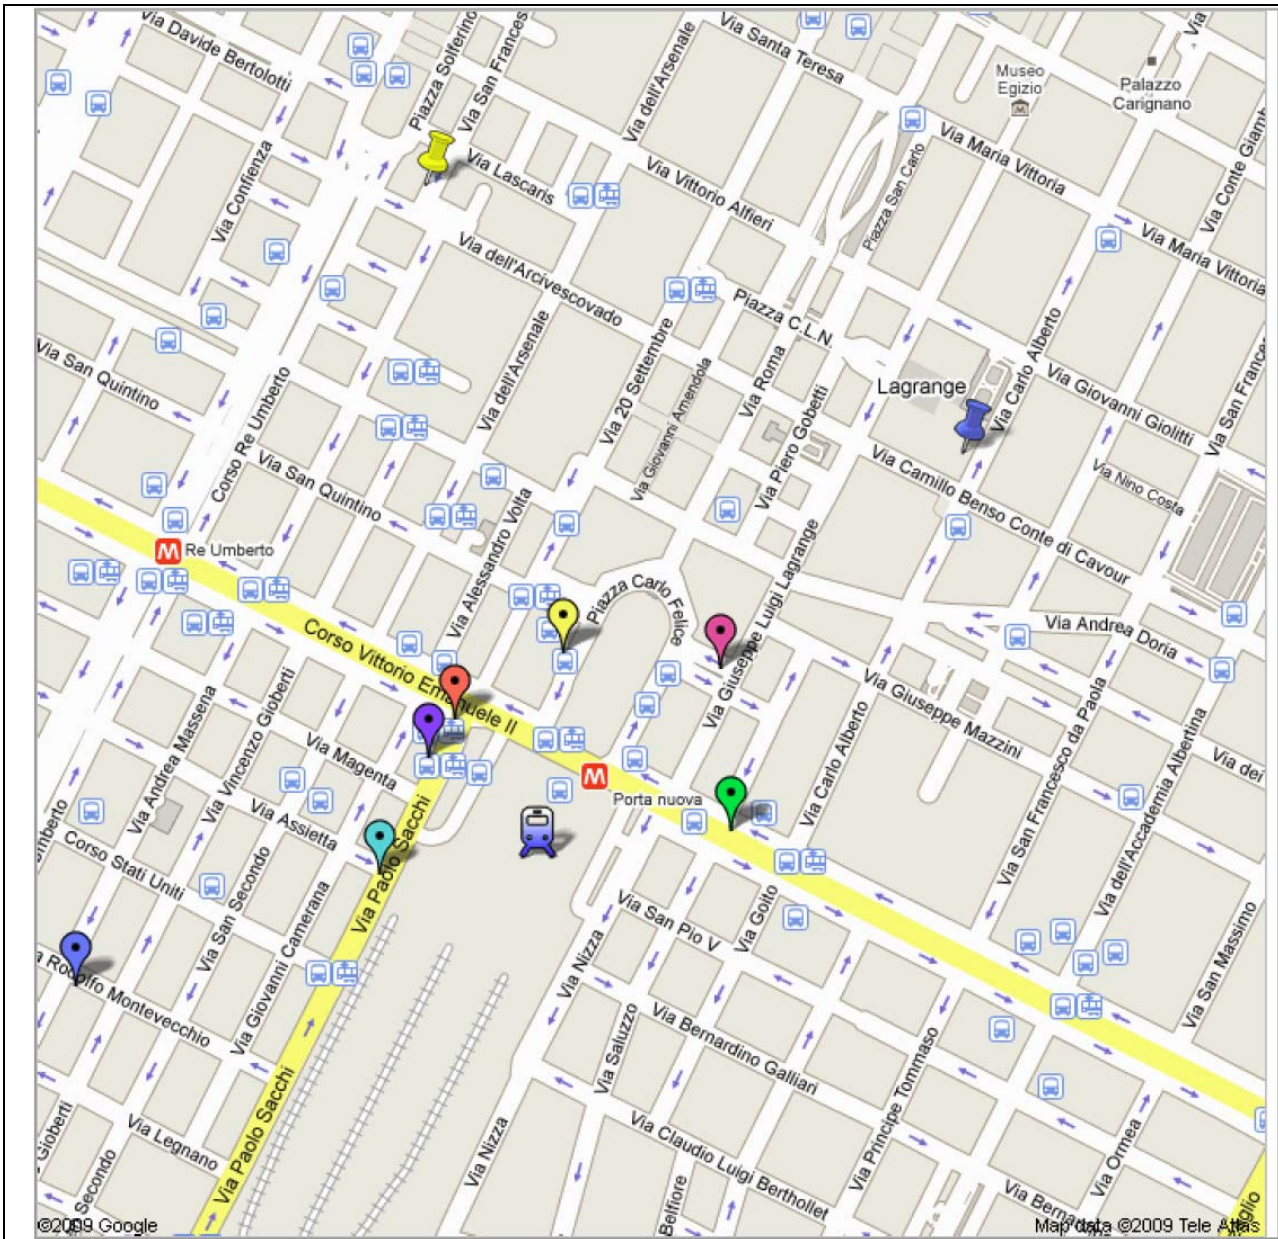 Via Davide Bertolotti
Piazza Solferino
Via San Frances
Via dell'Arsenale
Via Santa Teresa
Museo
Egizio
Palazzo
Carignano
Via
Via Conte Giamb
Via Confienza
Via Lascaris
Via Vittorio Alfieri
Piazza San Carlo
Via Maria Vittoria
Via Maria Vittoria
Via dell'Arcivescovado
Piazza C.L.N.
Via San Quintino
Corso Re Umberto
Via dell'Arsenale
Via 20 Settembre
Via Giovanni Amendola
Via Roma
Via Piero Gobetti
Lagrange
Via Carlo Alberto
Via Giovanni Giolitti
Via San Frances
Via San Quintino
Via Camillo Benso Conte di Cavour
Via Nino Costa
M Re Umberto
Via Alessandro Volta
Piazza Carlo Felice
Via Giuseppe Luigi Lagrange
Via Andrea Doria
Corso Vittorio Emanuele II
Via Giuseppe Mazzini
Via Andrea Massena
Via Vincenzo Gioberti
Via Magenta
M
Porta nuova
Via Carlo Alberto
Via San Francesco da Paola
Via dell'Accademia Albertina
Via dei
Via Assietta
Via Paolo Sacchi
mberto
Corso Stati Uniti
Via San Secondo
Via Giovanni Camerana
Via San Pio V
Via Goito
Via Nizza
Via San Massimo
a Rodolfo Montevecchio
Via Saluzzo
Via Bernardino Galliari
Via Principe Tommaso
Via Paolo Sacchi
Gioberti
Via Legnano
Secondo
Via Nizza
Via Claudio Luigi Berthollet
Via Ormea
Belfiore
Via Berna
glio
©2009 Google
Map data ©2009 Tele Atlas